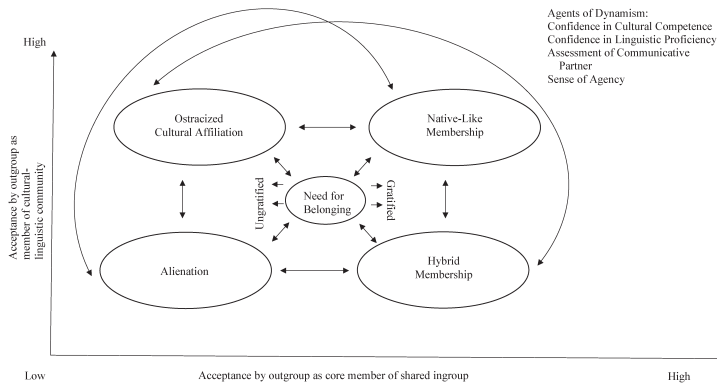 Agents of Dynamism:
Confidence in Cultural Competence
Confidence in Linguistic Proficiency
Assessment of Communicative
Partner
Sense of Agency
High
Acceptance by outgroup as
member of cultural-
linguistic community
Ostracized
Cultural Affiliation
Native-Like
Membership
Ungratified
Need for
Belonging
Gratified
Alienation
Hybrid
Membership
Low
Acceptance by outgroup as core member of shared ingroup
High